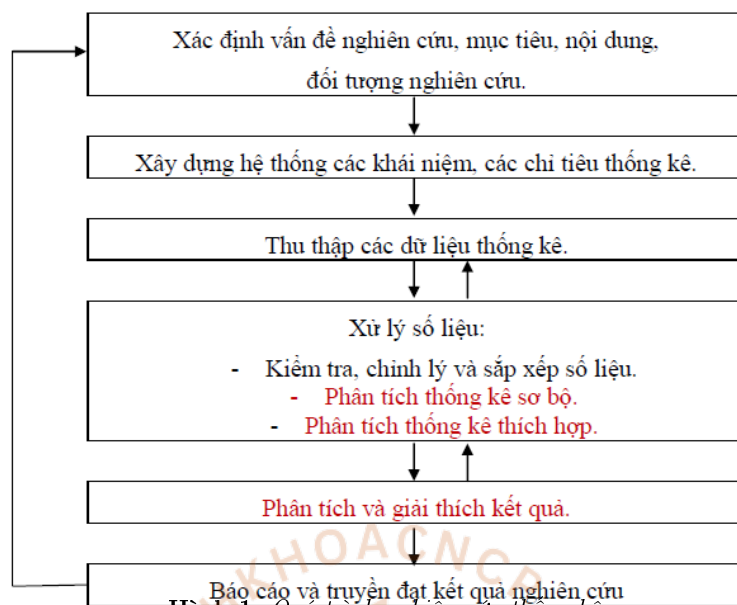 Xác định vấn đề nghiên cứu, mục tiêu, nội dung,
đối tượng nghiên cứu.
Xây dựng hệ thống các khái niệm, các chỉ tiêu thống kê.
Thu thập các dữ liệu thống kê.
Xử lý số liệu:
- Kiểm tra, chỉnh lý và sắp xếp số liệu.
- Phân tích thống kê sơ bộ.
- Phân tích thống kê thích hợp.
Phân tích và giải thích kết quả.
Báo cáo và truyền đạt kết quả nghiên cứu
KHOACNCB